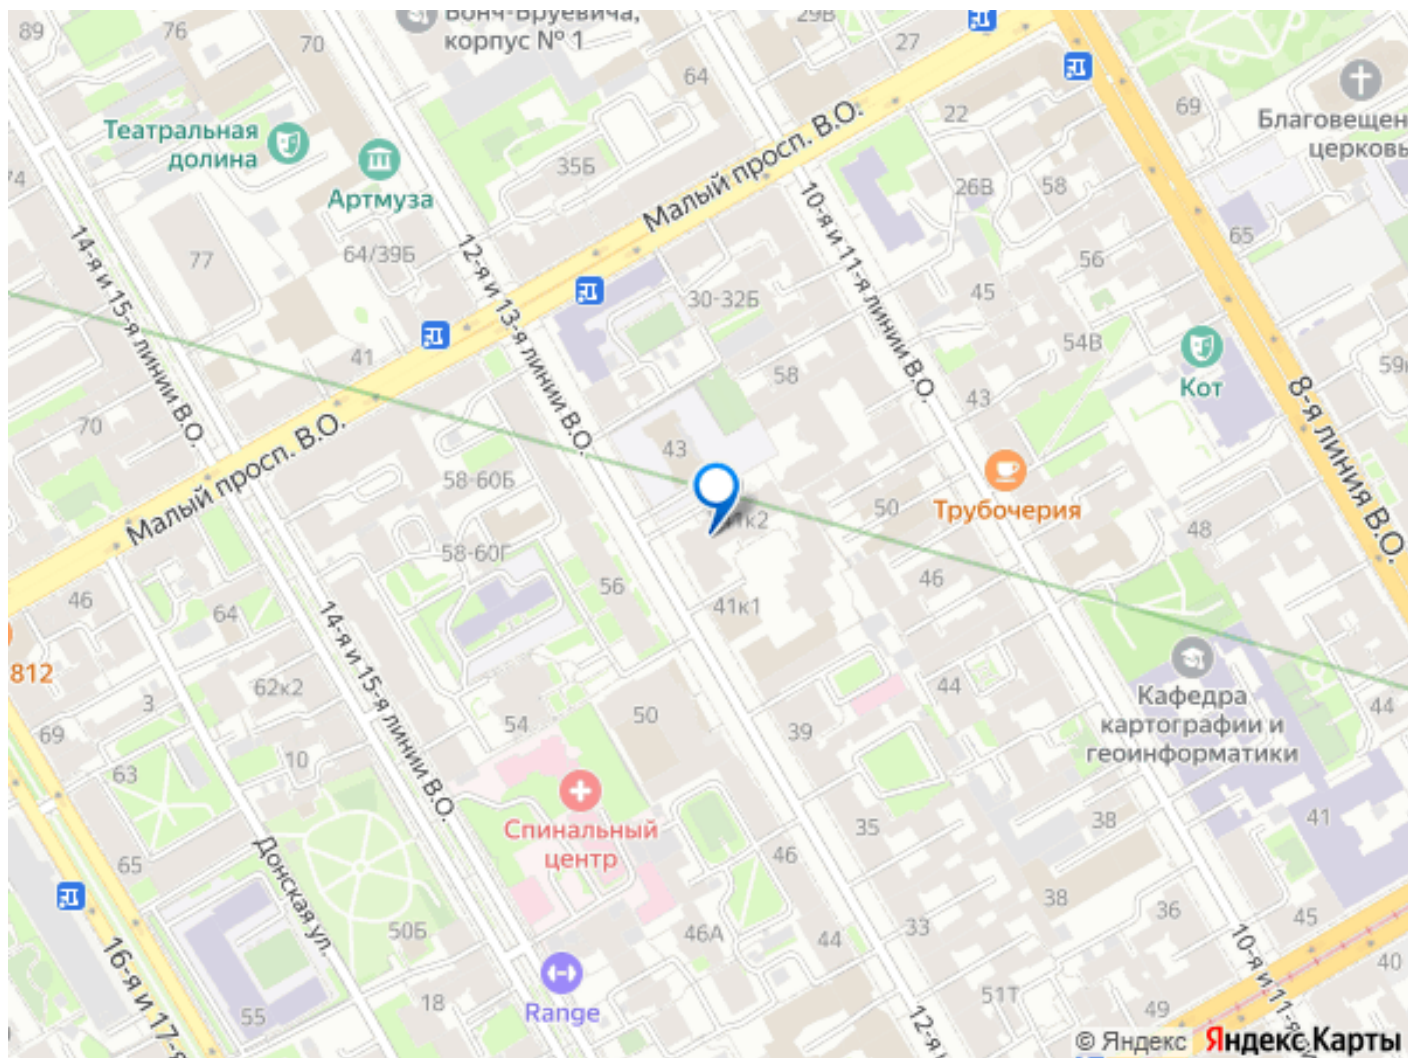 89
76
70
Бонч-Бруевича,
корпус № 1
29В
27
64
22
69
Благовещен
церковь
Театральная
долина
Артмуза
35Б
Малый просп. В.О.
74
26В
58
65
77
64/39Б
14-я и 15-я линии В.О.
12-я и 13-я линии В.О.
10-я и 11-я линии В.О.
56
45
30-32Б
41
54В
59к
Кот
58
43
8-я линия В.О.
70
43
Малый просп. В.О.
58-60Б
Трубочерия
50
41к2
48
58-60Г
56
46
41к1
46
64
14-я и 15-я линии В.О.
812
62к2
3
54
50
44
Кафедра
картографии и
геоинформатики
44
69
10
39
63
Спинальный
центр
35
38
41
65
Донская ул.
46
38
36
45
50Б
46А
44
33
16-я и 17-я
Range
18
55
12-я
51Т
49
10-я и 11-я
40
© Яндекс Яндекс Карты